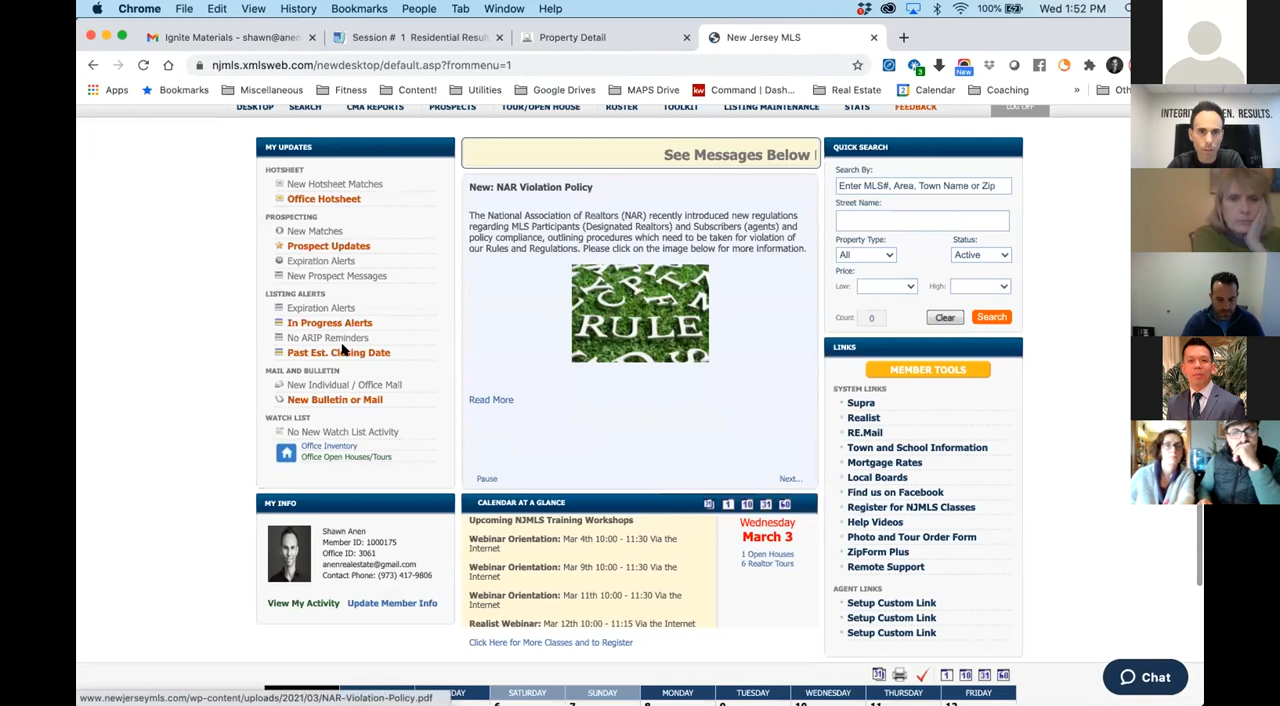 Chrome File Edit View History Bookmarks People Tab Window Help 100% Wed 1:52 PM
Ignite Materials - shawn@anen
Session # 1 Residential Result
Property Detail
New Jersey MLS
njmls.xmlsweb.com/newdesktop/default.asp?frommenu=1
3
New
Apps Bookmarks Miscellaneous Fitness Content! Utilities Google Drives MAPS Drive kw Command | Dash... Real Estate Calendar Coaching » Oth
DESKTOP SEARCH CMA REPORTS PROSPECTS TOUR/OPEN HOUSE ROSTER TOOLKIT LISTING MAINTENANCE STATS FEEDBACK LOG OFF
MY UPDATES
HOTSHEET
New Hotsheet Matches
Office Hotsheet
PROSPECTING
New Matches
Prospect Updates
Expiration Alerts
New Prospect Messages
LISTING ALERTS
Expiration Alerts
In Progress Alerts
No ARIP Reminders
Past Est. Closing Date
MAIL AND BULLETIN
New Individual / Office Mail
New Bulletin or Mail
WATCH LIST
No New Watch List Activity
Office Inventory
Office Open Houses/Tours
MY INFO
Shawn Anen
Member ID: 1000175
Office ID: 3061
anenrealestate@gmail.com
Contact Phone: (973) 417-9806
View My Activity Update Member Info
See Messages Below
New: NAR Violation Policy
The National Association of Realtors (NAR) recently introduced new regulations
regarding MLS Participants (Designated Realtors) and Subscribers (agents) and
policy compliance, outlining procedures which need to be taken for violation of
our Rules and Regulations. Please click on the image below for more information.
RULE
Read More
Pause Next...
CALENDAR AT A GLANCE 1 10 31 60
Upcoming NJMLS Training Workshops
Webinar Orientation: Mar 4th 10:00 - 11:30 Via the
Internet
Webinar Orientation: Mar 9th 10:00 - 11:30 Via the
Internet
Webinar Orientation: Mar 11th 10:00 - 11:30 Via the
Internet
Realist Webinar: Mar 12th 10:00 - 11:15 Via the Internet
Wednesday
March 3
1 Open Houses
6 Realtor Tours
Click Here for More Classes and to Register
QUICK SEARCH
Search By:
Enter MLS#, Area, Town Name or Zip
Street Name:
Property Type: Status:
All Active
Price:
Low: High:
Count 0 Clear Search
LINKS
MEMBER TOOLS
SYSTEM LINKS
Supra
Realist
RE.Mail
Town and School Information
Mortgage Rates
Local Boards
Find us on Facebook
Register for NJMLS Classes
Help Videos
Photo and Tour Order Form
ZipForm Plus
Remote Support
AGENT LINKS
Setup Custom Link
Setup Custom Link
Setup Custom Link
31 1 10 31 60
Chat
www.newjerseymls.com/wp-content/uploads/2021/03/NAR-Violation-Policy.pdf
SATURDAY SUNDAY MONDAY TUESDAY WEDNESDAY THURSDAY FRIDAY